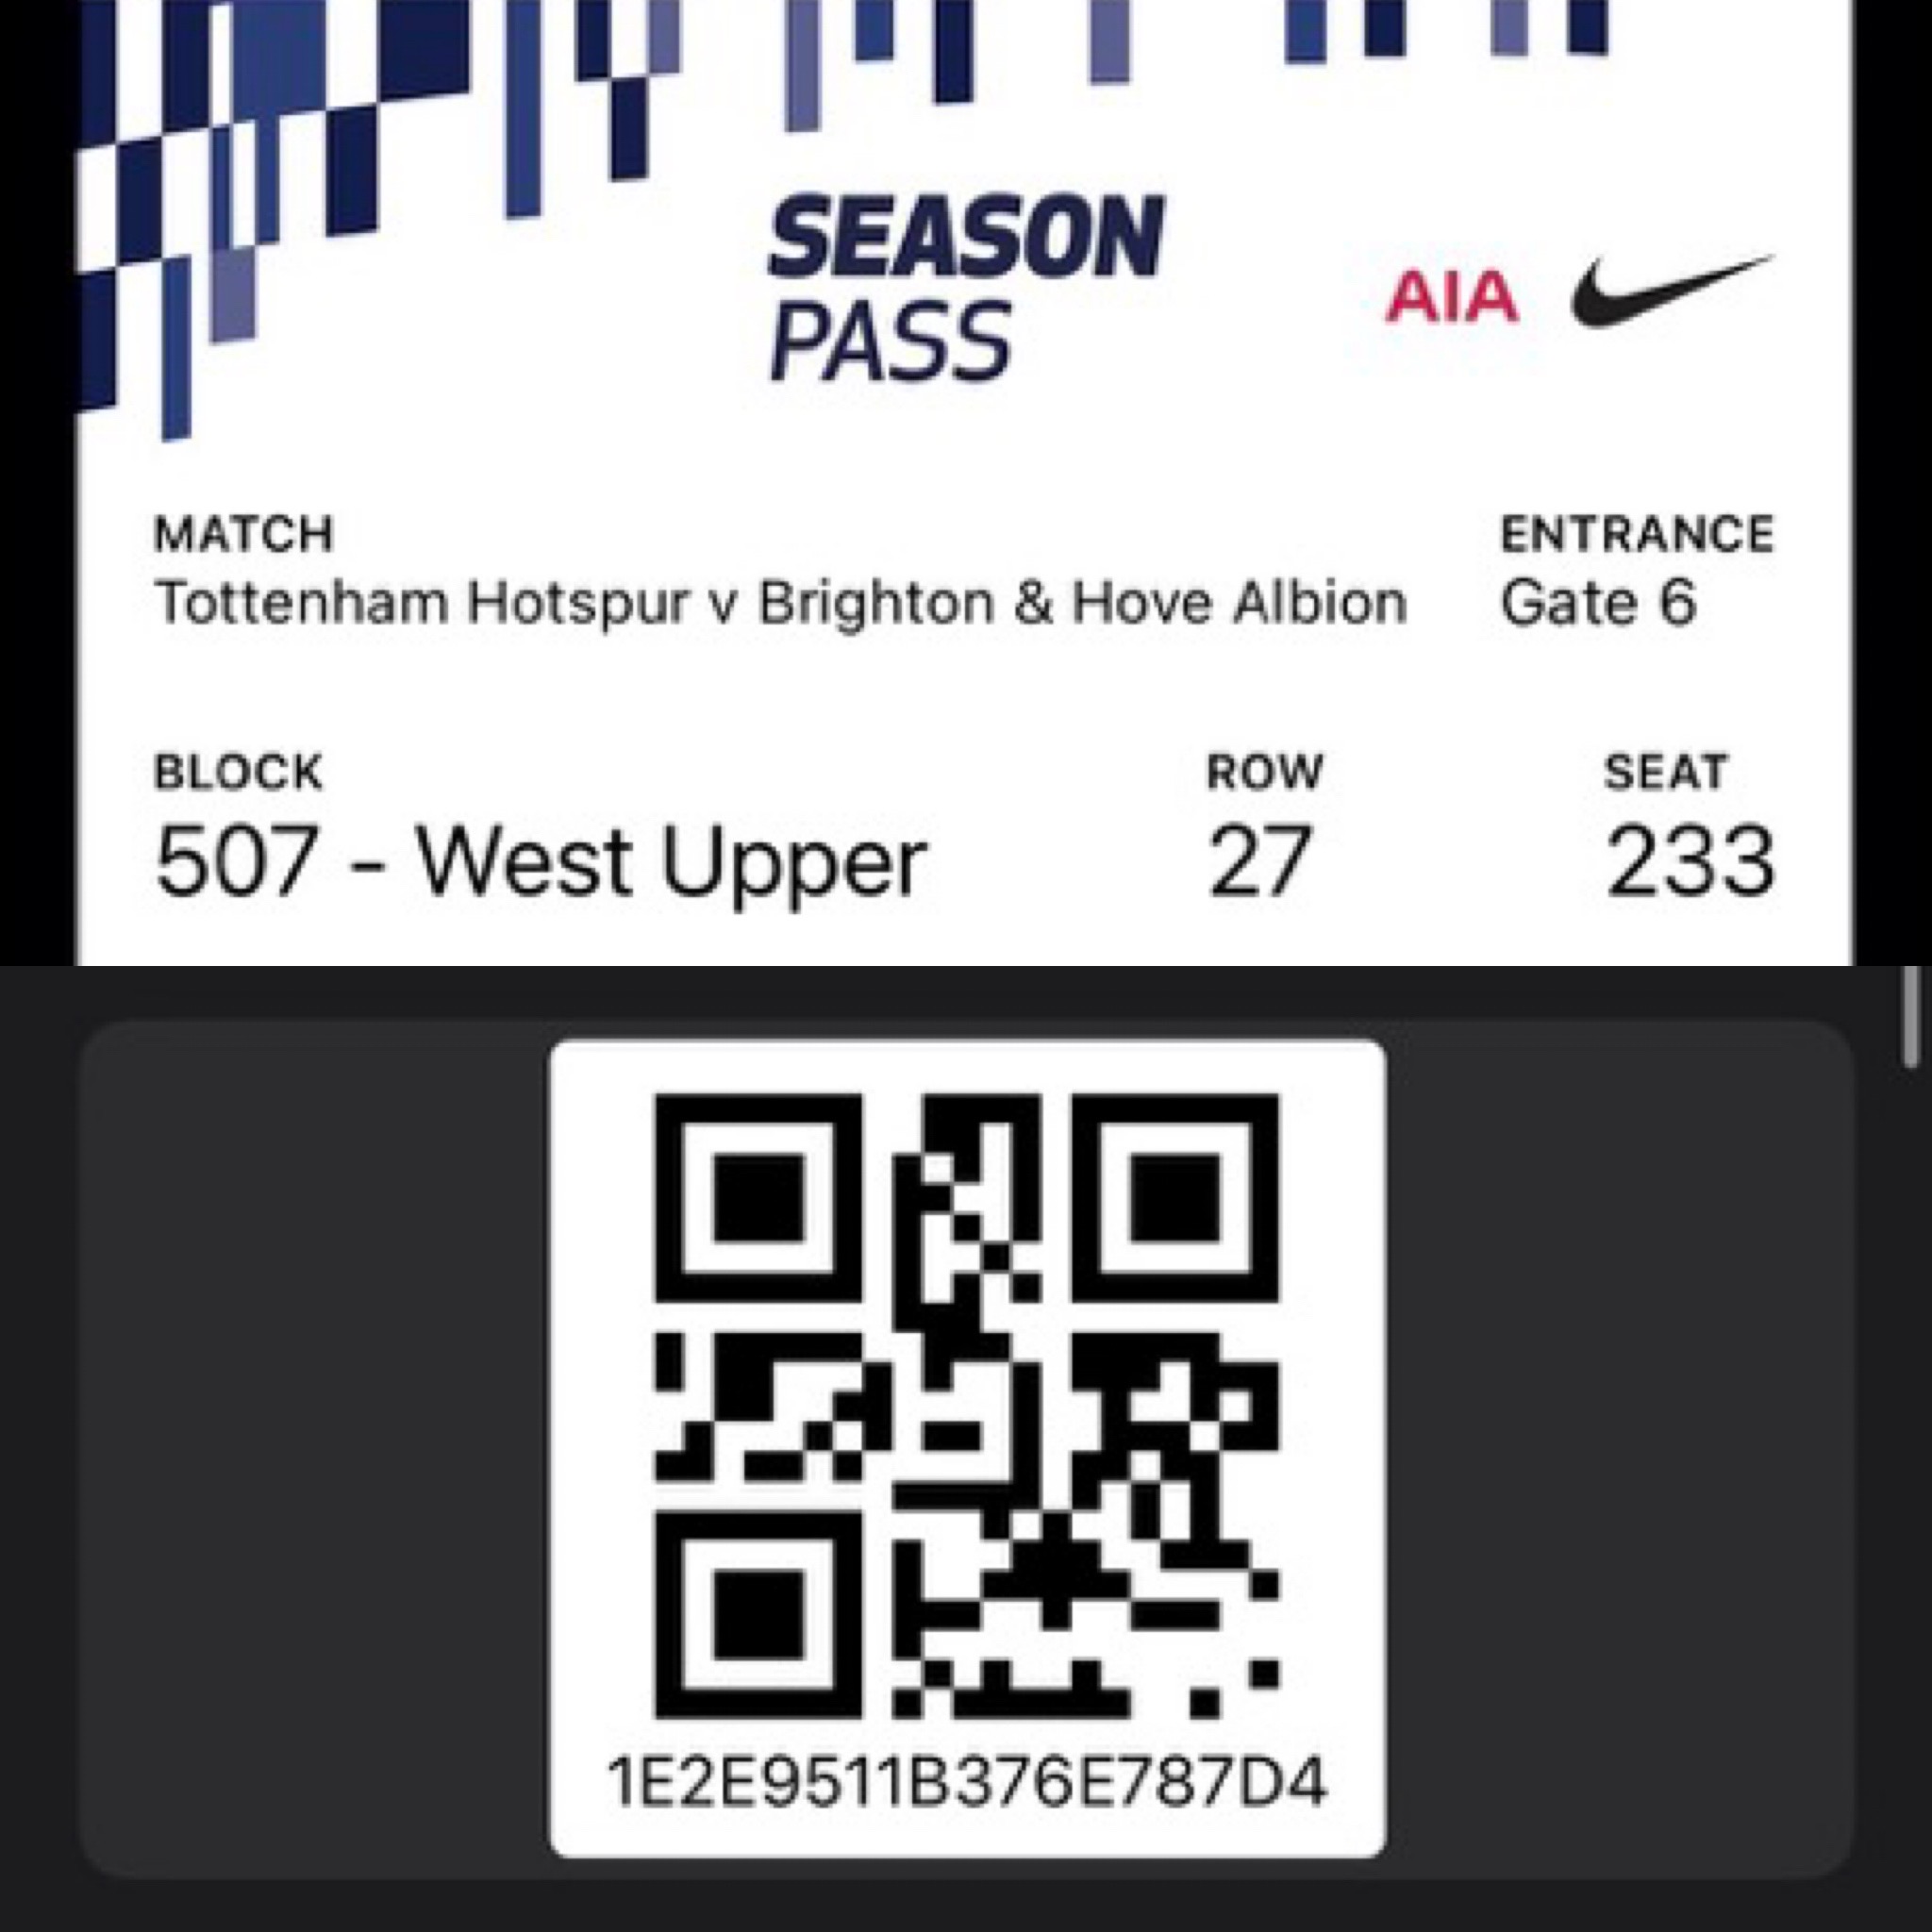 SEASON
PASS
AIA
MATCH
ENTRANCE
Tottenham Hotspur v Brighton & Hove Albion
Gate 6
BLOCK
ROW
SEAT
507 - West Upper
27
233
1E2E9511B376E787D4